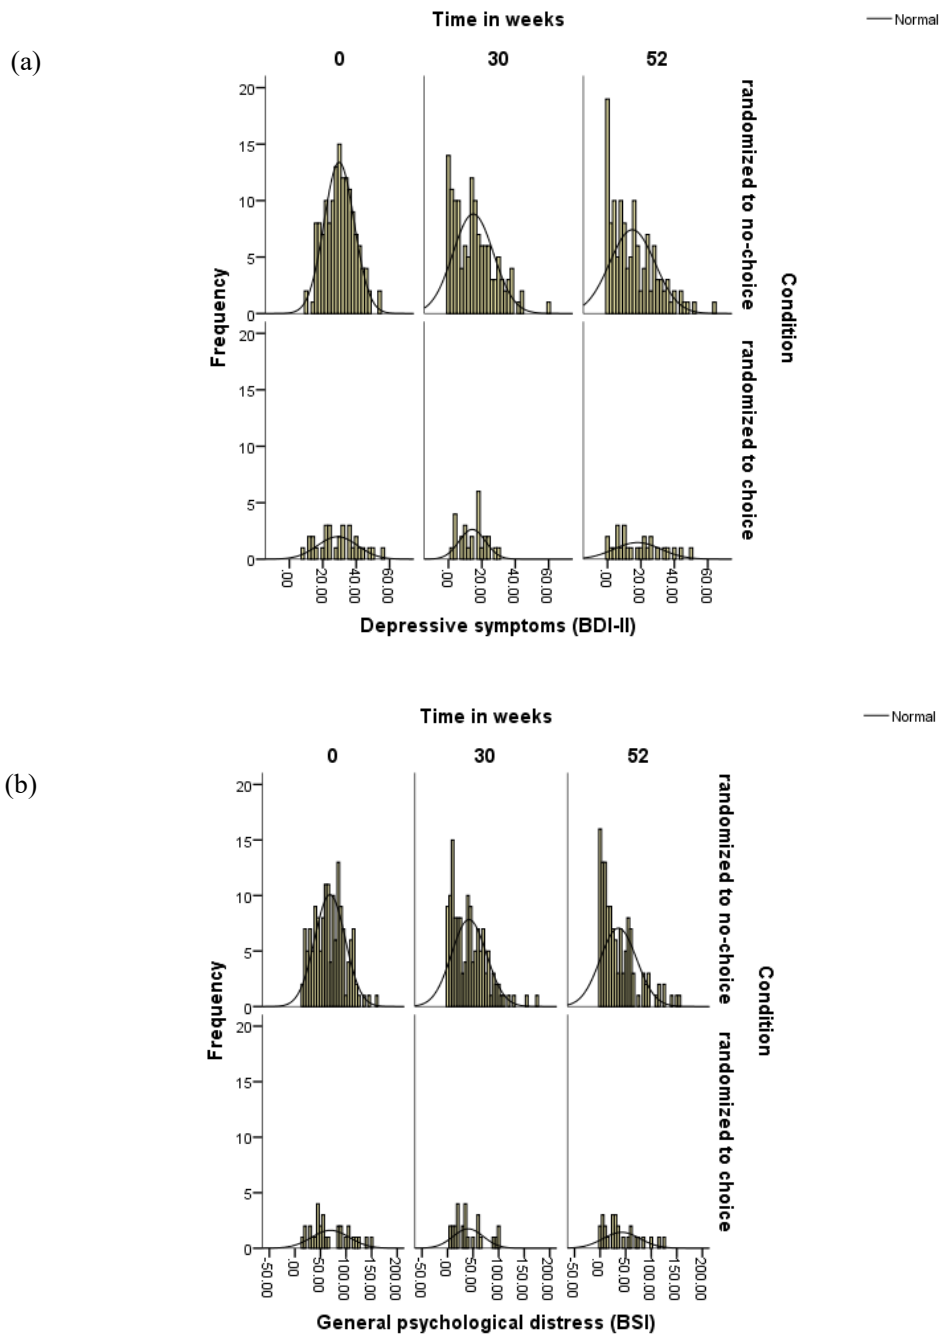 Time in weeks
Normal
(a)
0 30 52
20
15
10
5
0
randomized to no-choice
20
15
10
5
0
randomized to choice
Frequency
Condition
.00 20.00 40.00 60.00 .00 20.00 40.00 60.00 .00 20.00 40.00 60.00
Depressive symptoms (BDI-II)
Time in weeks
Normal
(b)
0 30 52
20
15
10
5
0
randomized to no-choice
20
15
10
5
0
randomized to choice
Frequency
Condition
-50.00 .00 50.00 100.00 150.00 200.00 -50.00 .00 50.00 100.00 150.00 200.00 -50.00 .00 50.00 100.00 150.00 200.00
General psychological distress (BSI)